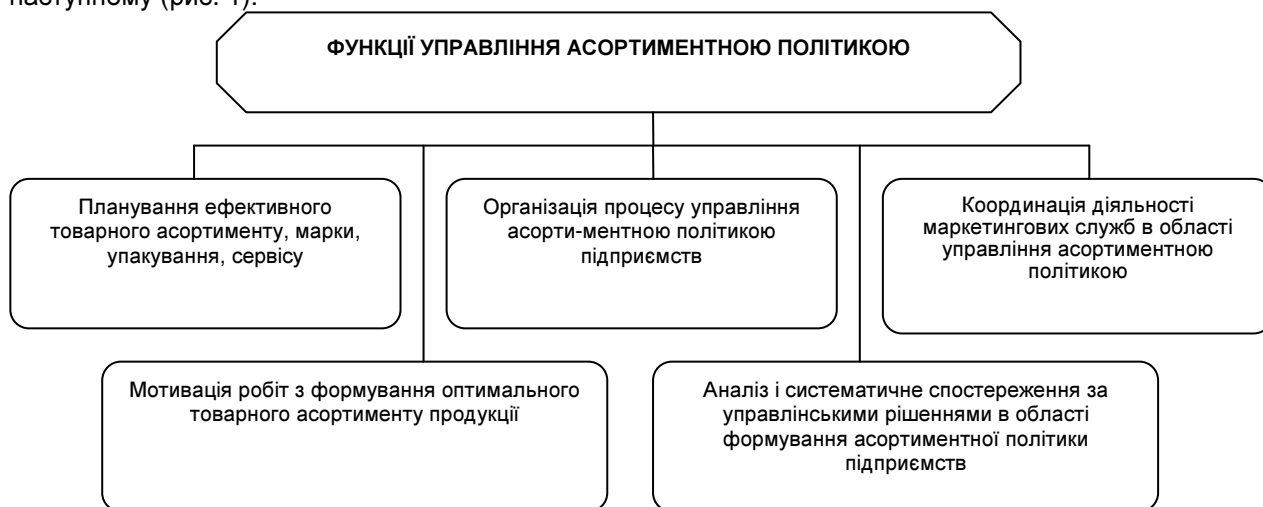 наступному (рис. 1).
ФУНКЦІЇ УПРАВЛІННЯ АСОРТИМЕНТНОЮ ПОЛІТИКОЮ
Планування ефективного
товарного асортименту, марки,
упакування, сервісу
Організація процесу управління
асорти-ментною політикою
підприємств
Координація діяльності
маркетингових служб в області
управління асортиментною
політикою
Мотивація робіт з формування оптимального
товарного асортименту продукції
Аналіз і систематичне спостереження за
управлінськими рішеннями в області
формування асортиментної політики
підприємств